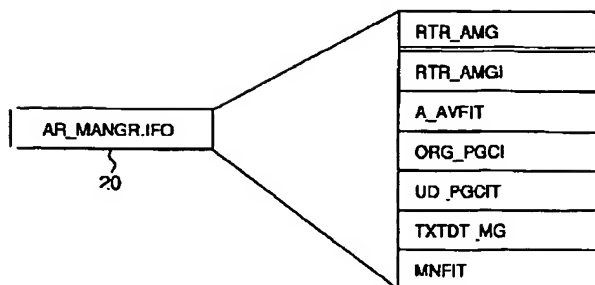 AR_MANGR.IFO
20
RTR_AMG
RTR_AMGI
A_AVFIT
ORG_PGCI
UD_PGCIT
TXTDT_MG
MNFIT